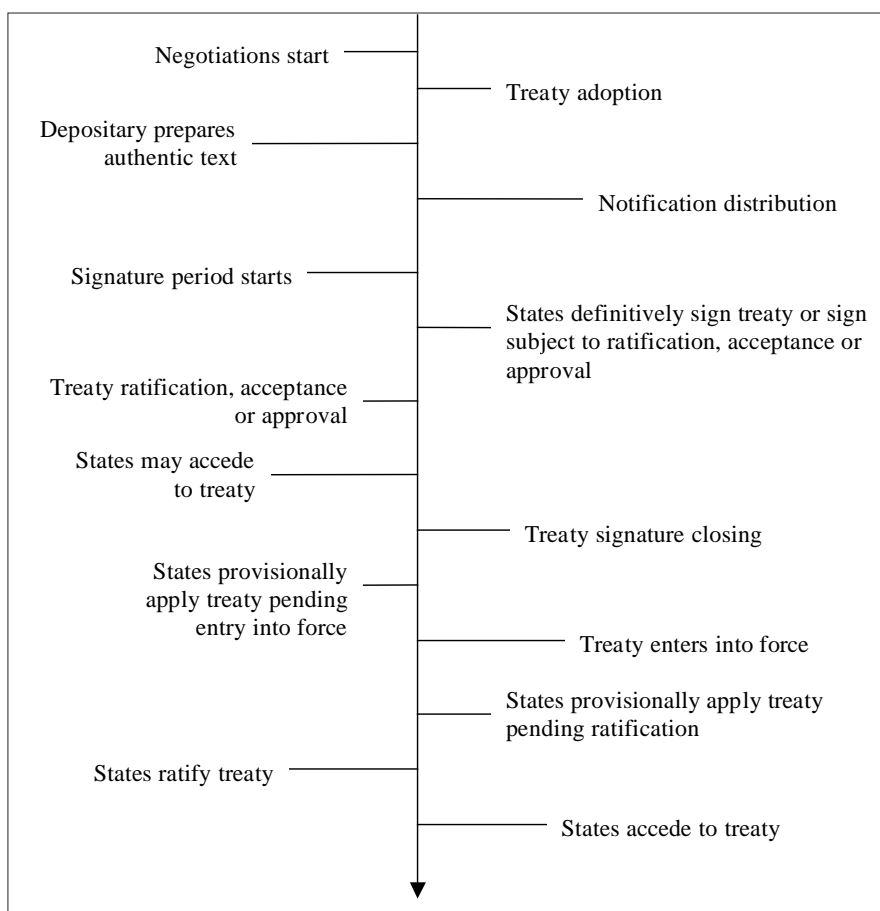 Negotiations start
Treaty adoption
Depositary prepares
authentic text
Notification distribution
Signature period starts
States definitively sign treaty or sign
subject to ratification, acceptance or
approval
Treaty ratification, acceptance
or approval
States may accede
to treaty
Treaty signature closing
States provisionally
apply treaty pending
entry into force
Treaty enters into force
States provisionally apply treaty
pending ratification
States ratify treaty
States accede to treaty